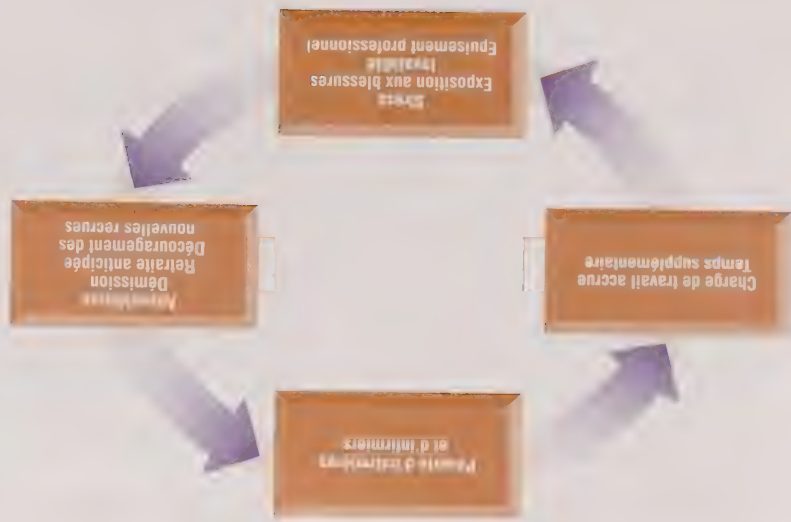 Pénurie d'infirmières
et d'infirmiers
Charge de travail accrue
Temps supplémentaire
Absentéisme
Démission
Retraite anticipée
Découragement des
nouvelles recrues
Stress
Exposition aux blessures
Invalidité
Épuisement professionnel